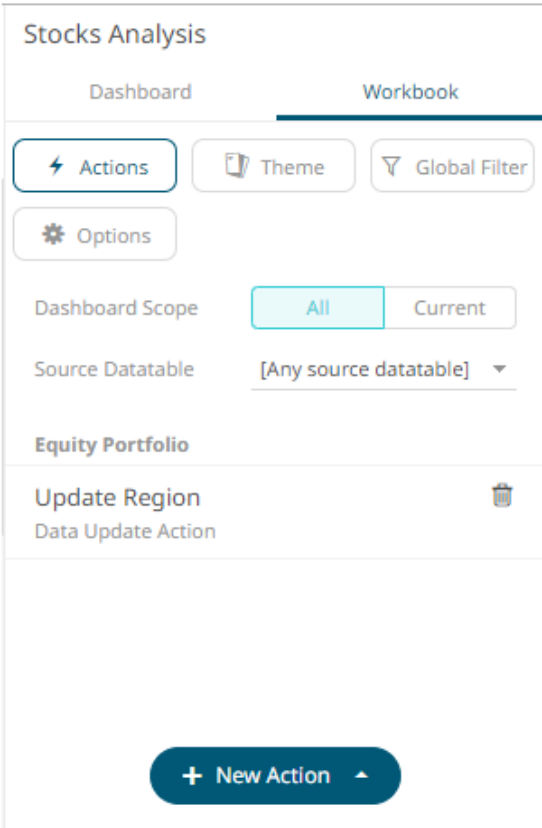 Stocks Analysis
Dashboard Workbook
Actions Theme Global Filter
Options
Dashboard Scope All Current
Source Datatable [Any source datatable]
Equity Portfolio
Update Region
Data Update Action
+ New Action